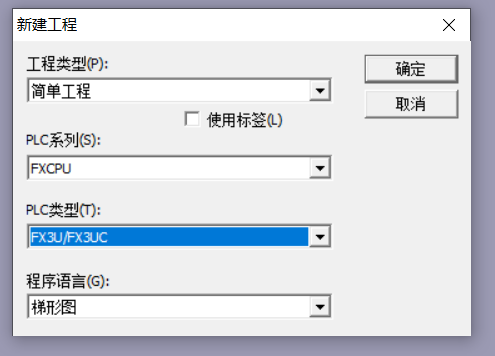 新建工程
工程类型(P):
简单工程
确定
取消
使用标签(L)
PLC系列(S):
FXCPU
PLC类型(T):
FX3U/FX3UC
程序语言(G):
梯形图